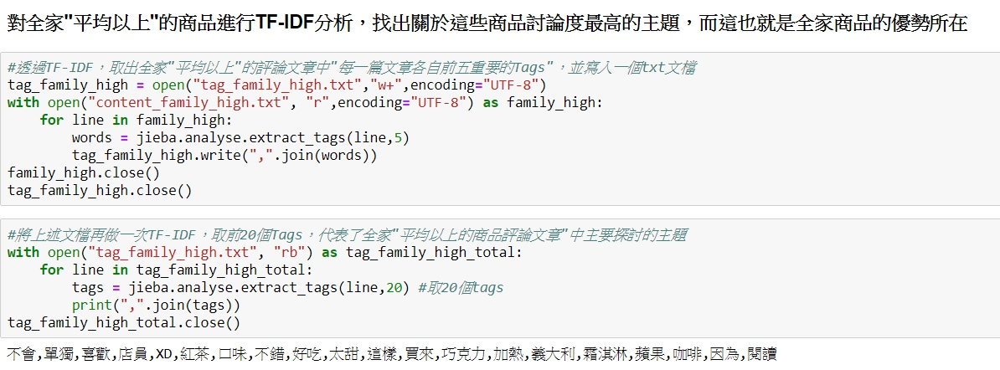 對全家"平均以上"的商品進行TF-IDF分析，找出關於這些商品討論度最高的主題，而這也就是全家商品的優勢所在
#透過TF-IDF，取出全家"平均以上"的評論文章中"每一篇文章各自前五重要的Tags"，並寫入一個txt文檔
tag_family_high = open("tag_family_high.txt","w+",encoding="UTF-8")
with open("content_family_high.txt", "r",encoding="UTF-8") as family_high:
    for line in family_high:
        words = jieba.analyse.extract_tags(line,5)
        tag_family_high.write(",".join(words))
family_high.close()
tag_family_high.close()
#將上述文檔再做一次TF-IDF，取前20個Tags，代表了全家"平均以上的商品評論文章"中主要探討的主題
with open("tag_family_high.txt", "rb") as tag_family_high_total:
    for line in tag_family_high_total:
        tags = jieba.analyse.extract_tags(line,20) #取20個tags
        print(",".join(tags))
tag_family_high_total.close()
不會,單獨,喜歡,店員,XD,紅茶,口味,不錯,好吃,太甜,這樣,買來,巧克力,加熱,義大利,霜淇淋,蘋果,咖啡,因為,閱讀